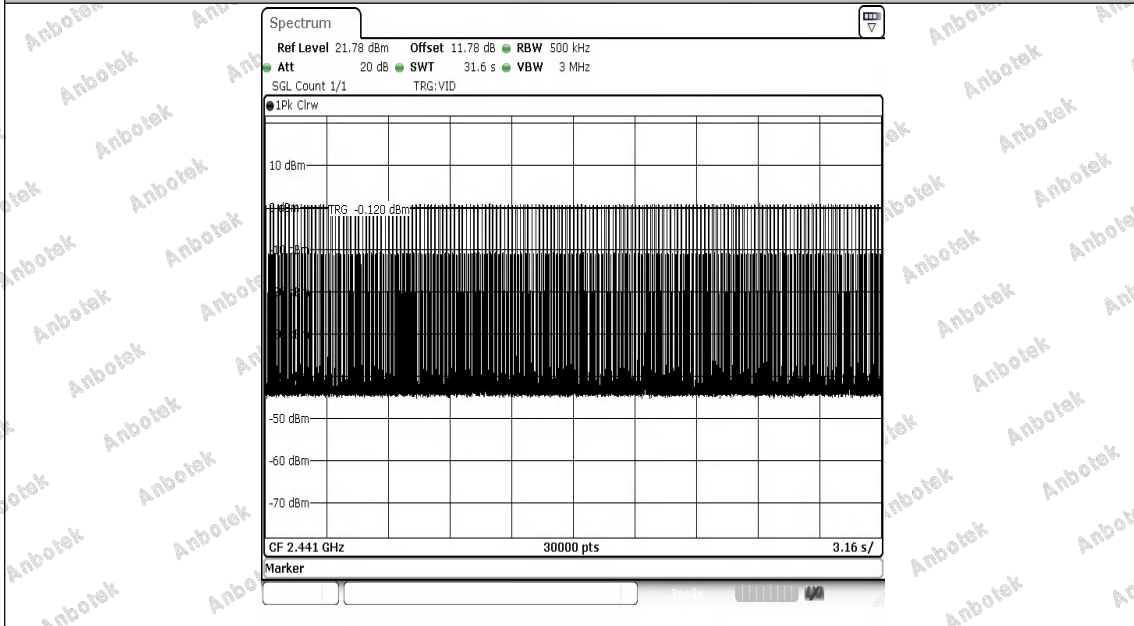 Spectrum
Ref Level 21.78 dBm Offset 11.78 dB RBW 500 kHz
Att 20 dB SWT 31.6 s VBW 3 MHz
SGL Count 1/1 TRG:VID
1Pk Clrw
10 dBm
TRG -0.120 dBm
-50 dBm
-60 dBm
-70 dBm
CF 2.441 GHz 30000 pts 3.16 s/
Marker
Anbotek